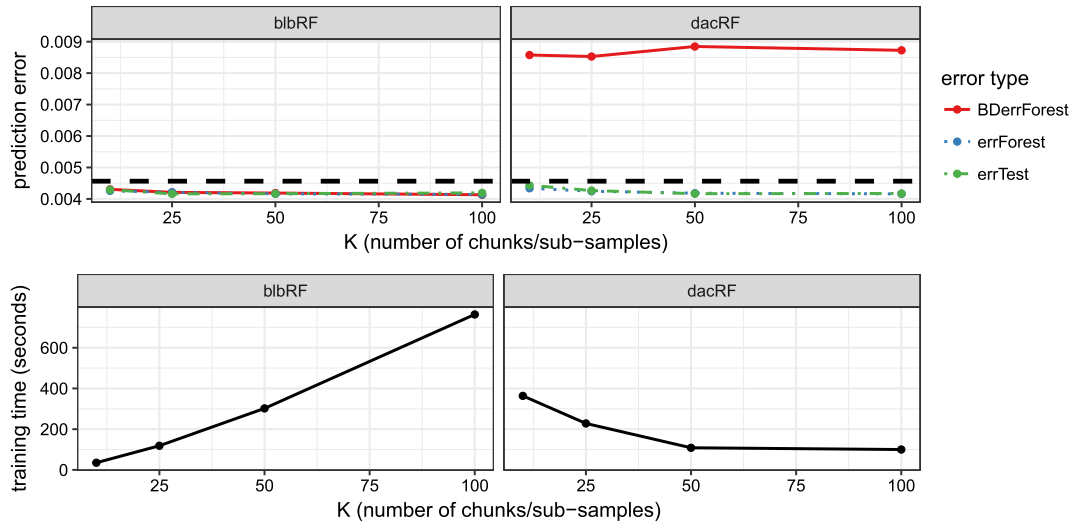 blbRF
dacRF
prediction error
0.009
0.008
0.007
0.006
0.005
0.004
25
50
75
100
25
50
75
100
K (number of chunks/sub−samples)
error type
BDerrForest
errForest
errTest
blbRF
dacRF
training time (seconds)
600
400
200
0
25
50
75
100
25
50
75
100
K (number of chunks/sub−samples)